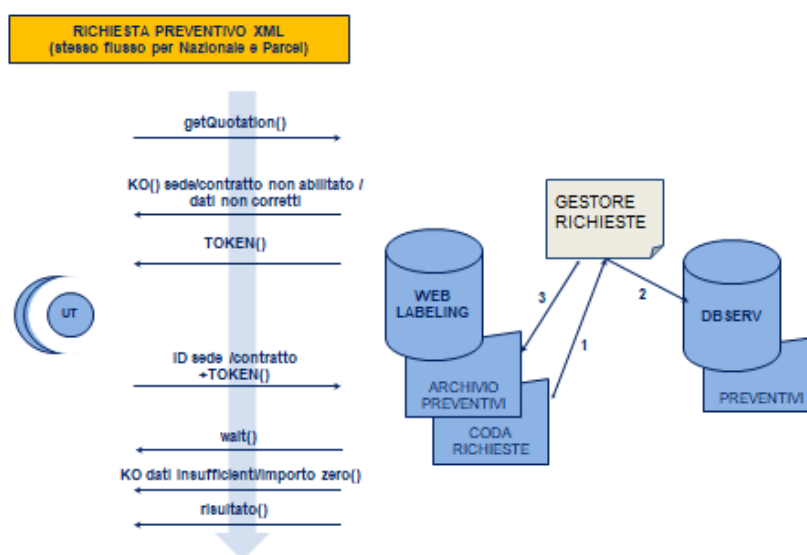 RICHIESTA PREVENTIVO XML
(stesso flusso per Nazionale e Parcel)
getQuotation()
KO() sede/contratto non abilitato /
dati non corretti
TOKEN()
UT
ID sede /contratto
+TOKEN()
wait()
KO dati insufficienti/importo zero()
risultato()
GESTORE
RICHIESTE
WEB
LABELING
3
1
2
DBSERV
ARCHIVIO
PREVENTIVI
CODA
RICHIESTE
PREVENTIVI